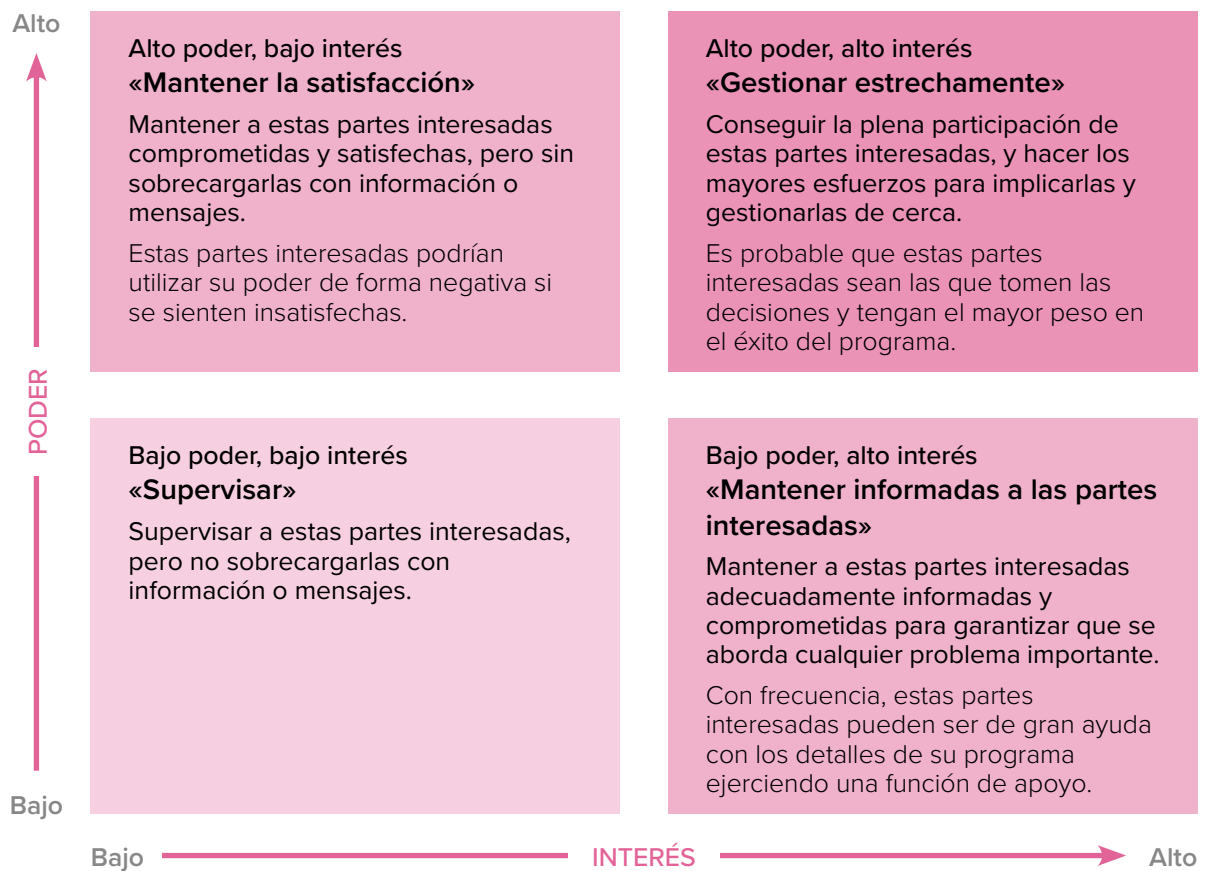 Alto
Alto poder, bajo interés
«Mantener la satisfacción»
Mantener a estas partes interesadas
comprometidas y satisfechas, pero sin
sobrecargarlas con información o
mensajes.
Estas partes interesadas podrían
utilizar su poder de forma negativa si
se sienten insatisfechas.
Alto poder, alto interés
«Gestionar estrechamente»
Conseguir la plena participación de
estas partes interesadas, y hacer los
mayores esfuerzos para implicarlas y
gestionarlas de cerca.
Es probable que estas partes
interesadas sean las que tomen las
decisiones y tengan el mayor peso en
el éxito del programa.
PODER
Bajo poder, bajo interés
«Supervisar»
Supervisar a estas partes interesadas,
pero no sobrecargarlas con
información o mensajes.
Bajo poder, alto interés
«Mantener informadas a las partes
interesadas»
Mantener a estas partes interesadas
adecuadamente informadas y
comprometidas para garantizar que se
aborda cualquier problema importante.
Con frecuencia, estas partes
interesadas pueden ser de gran ayuda
con los detalles de su programa
ejerciendo una función de apoyo.
Bajo
Bajo
INTERÉS
Alto